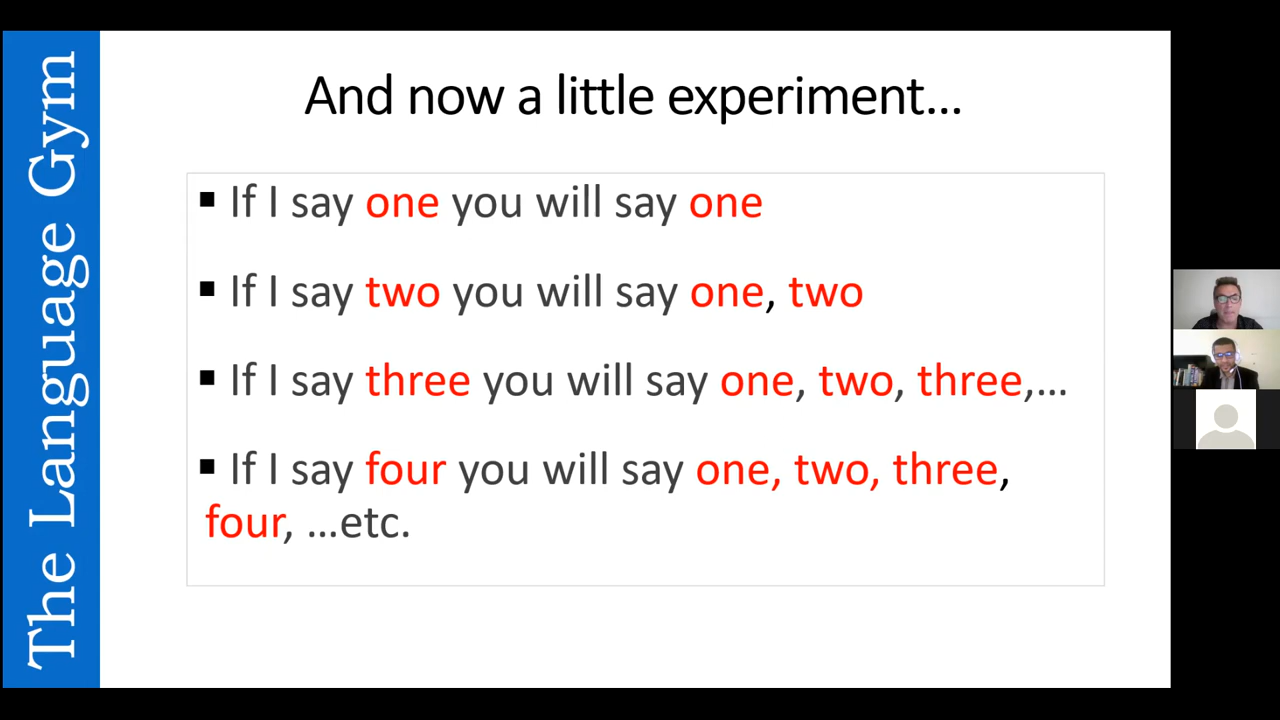 The Language Gym
And now a little experiment...
▪ If I say one you will say one
▪ If I say two you will say one, two
▪ If I say three you will say one, two, three,...
▪ If I say four you will say one, two, three,
four, ...etc.